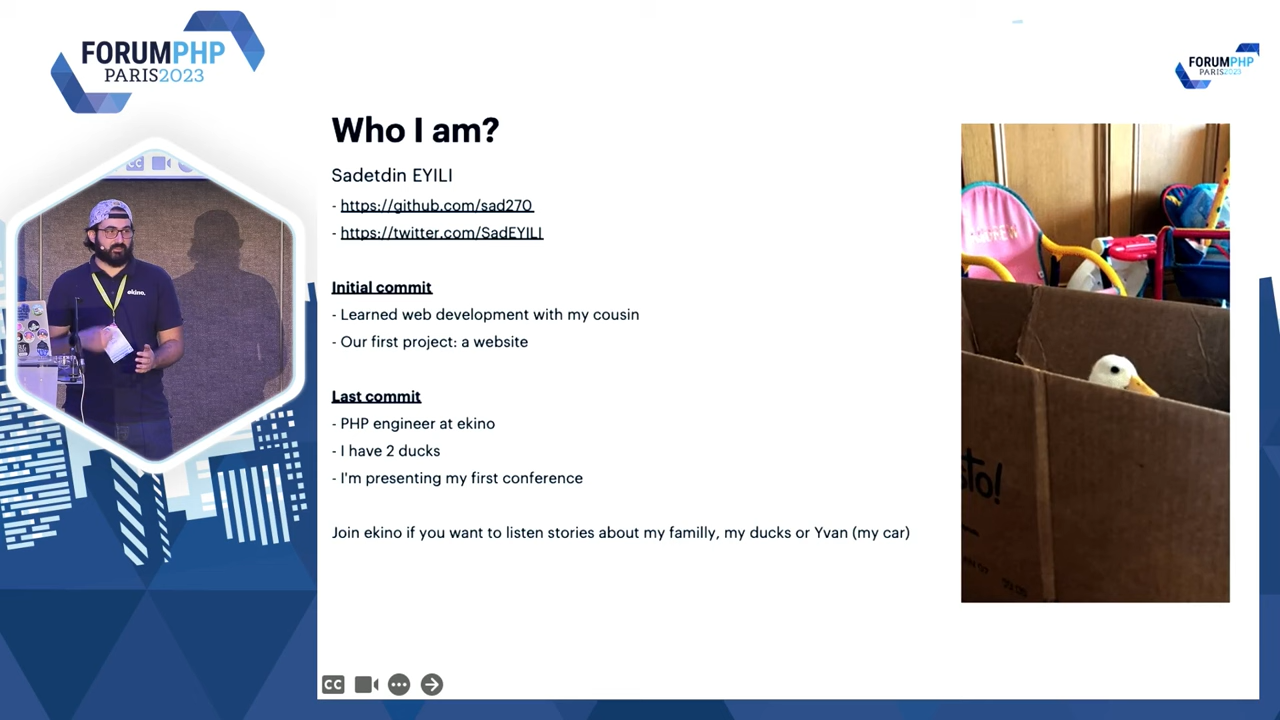 FORUMPHP
PARIS2023
FORUMPHP
PARIS2023
Who I am?
Sadetdin EYILI
- https://github.com/sad270
- https://twitter.com/SadEYILI
Initial commit
- Learned web development with my cousin
- Our first project: a website
Last commit
- PHP engineer at ekino
- I have 2 ducks
- I'm presenting my first conference
Join ekino if you want to listen stories about my familly, my ducks or Yvan (my car)
CC
CC
ekino.